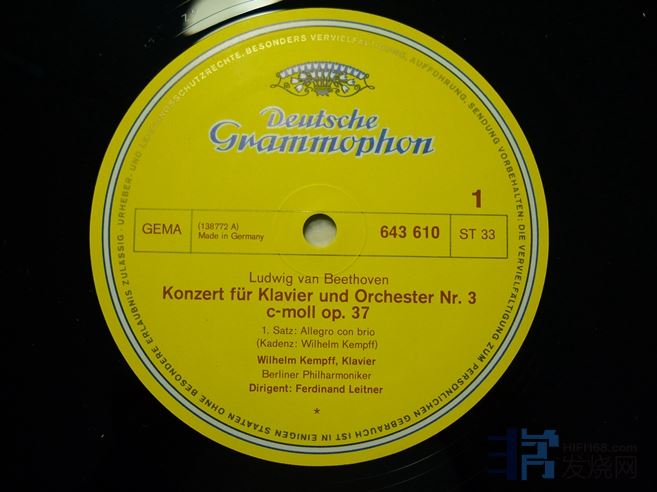 URHEBER- UND LEISTUNGSSCHUTZRECHTE, BESONDERS VERVIELFÄLTIGUNG, AUFFÜHRUNG, SENDUNG VORBEHALTEN; DIE VERVIELFÄLTIGUNG ZUM PERSÖNLICHEN GEBRAUCH IST IN EINIGEN STAATEN OHNE BESONDERE ERLAUBNIS ZULÄSSIG ·
Deutsche
Grammophon
1
GEMA
(138772 A)
Made in Germany
643 610
ST 33
Ludwig van Beethoven
Konzert für Klavier und Orchester Nr. 3
c-moll op. 37
1. Satz: Allegro con brio
(Kadenz: Wilhelm Kempff)
Wilhelm Kempff, Klavier
Berliner Philharmoniker
Dirigent: Ferdinand Leitner
*
HIFI168.com
发烧网